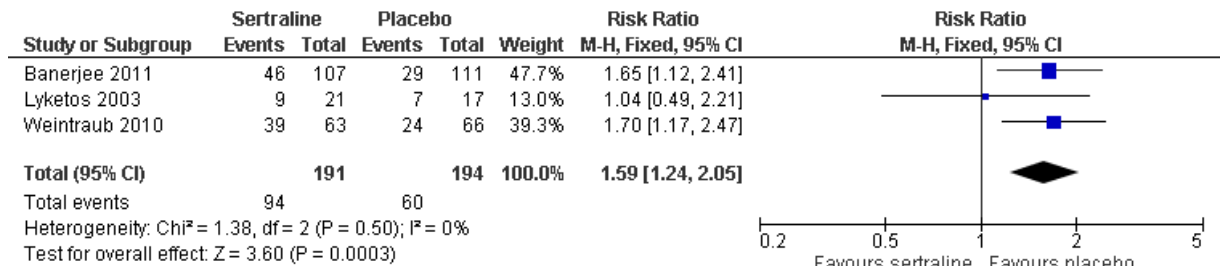 Sertraline Placebo Risk Ratio Risk Ratio
Study or Subgroup Events Total Events Total Weight M-H, Fixed, 95% CI M-H, Fixed, 95% CI
Banerjee 2011 46 107 29 111 47.7% 1.65 [1.12, 2.41]
Lyketos 2003 9 21 7 17 13.0% 1.04 [0.49, 2.21]
Weintraub 2010 39 63 24 66 39.3% 1.70 [1.17, 2.47]
Total (95% CI) 191 194 100.0% 1.59 [1.24, 2.05]
Total events 94 60
Heterogeneity: Chi² = 1.38, df = 2 (P = 0.50); I² = 0%
Test for overall effect: Z = 3.60 (P = 0.0003)
0.2 0.5 1 2 5
Favours sertraline Favours placebo